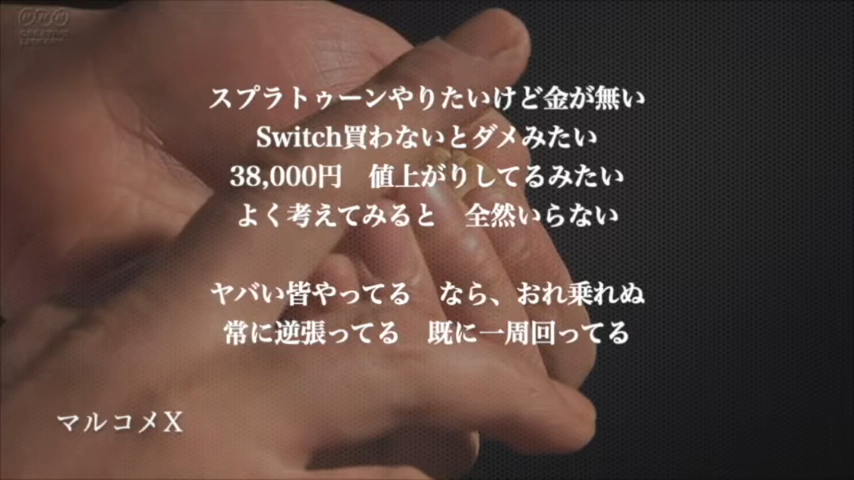 NHK
CREATIVE
LIBRARY
スプラトゥーンやりたいけど金が無い
Switch買わないとダメみたい
38,000円　値上がりしてるみたい
よく考えてみると　全然いらない
ヤバい皆やってる　なら、おれ乗れぬ
常に逆張ってる　既に一周回ってる
マルコメX